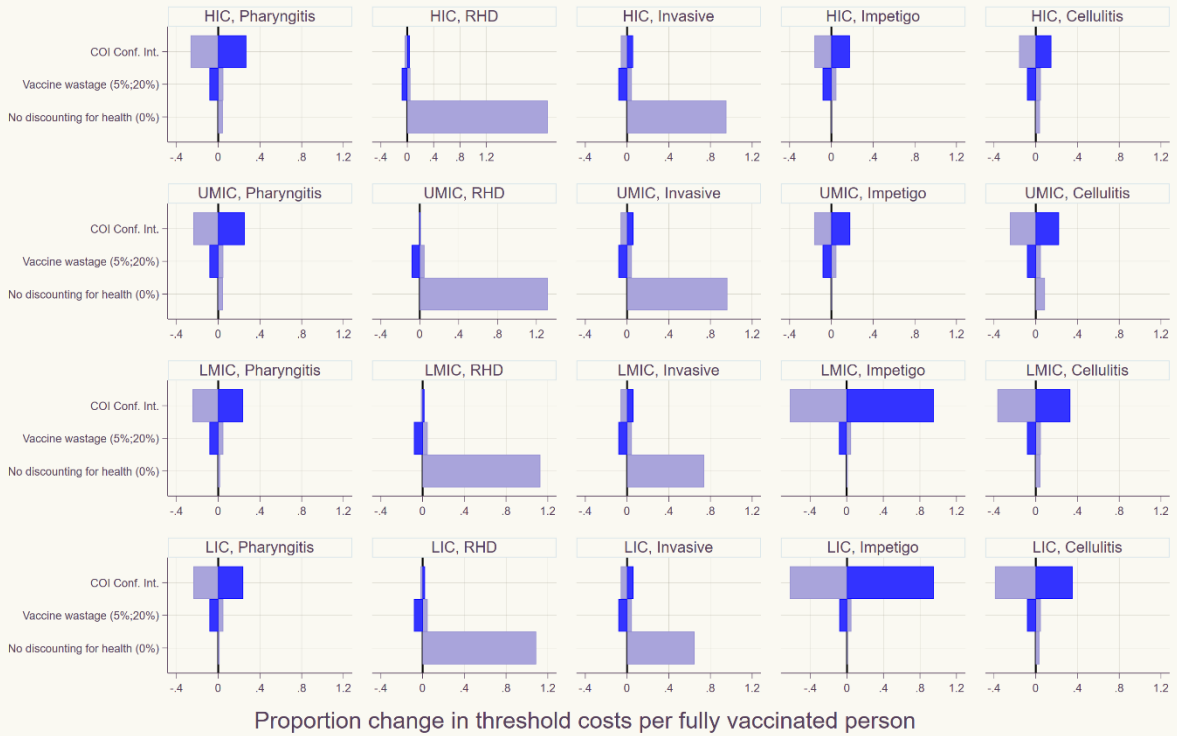 HIC, Pharyngitis
HIC, RHD
HIC, Invasive
HIC, Impetigo
HIC, Cellulitis
COI Conf. Int.
Vaccine wastage (5%;20%)
No discounting for health (0%)
-.4 0 .4 .8 1.2
0 .4 .8 1.2
-.4 0 .4 .8 1.2
-.4 0 .4 .8 1.2
-.4 0 .4 .8 1.2
UMIC, Pharyngitis
UMIC, RHD
UMIC, Invasive
UMIC, Impetigo
UMIC, Cellulitis
COI Conf. Int.
Vaccine wastage (5%;20%)
No discounting for health (0%)
-.4 0 .4 .8 1.2
-.4 0 .4 .8 1.2
-.4 0 .4 .8 1.2
-.4 0 .4 .8 1.2
-.4 0 .4 .8 1.2
LMIC, Pharyngitis
LMIC, RHD
LMIC, Invasive
LMIC, Impetigo
LMIC, Cellulitis
COI Conf. Int.
Vaccine wastage (5%;20%)
No discounting for health (0%)
-.4 0 .4 .8 1.2
-.4 0 .4 .8 1.2
-.4 0 .4 .8 1.2
-.4 0 .4 .8 1.2
-.4 0 .4 .8 1.2
LIC, Pharyngitis
LIC, RHD
LIC, Invasive
LIC, Impetigo
LIC, Cellulitis
COI Conf. Int.
Vaccine wastage (5%;20%)
No discounting for health (0%)
-.4 0 .4 .8 1.2
-.4 0 .4 .8 1.2
-.4 0 .4 .8 1.2
-.4 0 .4 .8 1.2
-.4 0 .4 .8 1.2
Proportion change in threshold costs per fully vaccinated person